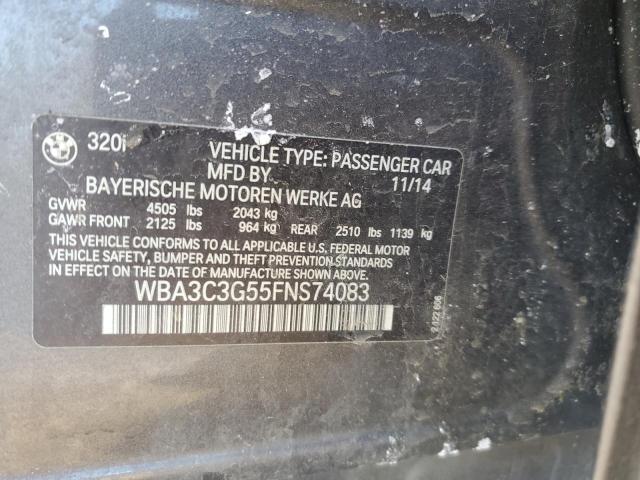 BMW 320i VEHICLE TYPE: PASSENGER CAR
MFD BY 11/14
BAYERISCHE MOTOREN WERKE AG
GVWR 4505 lbs 2043 kg
GAWR FRONT 2125 lbs 964 kg REAR 2510 lbs 1139 kg
THIS VEHICLE CONFORMS TO ALL APPLICABLE U.S. FEDERAL MOTOR
VEHICLE SAFETY, BUMPER AND THEFT PREVENTION STANDARDS
IN EFFECT ON THE DATE OF MANUFACTURE SHOWN ABOVE.
WBA3C3G55FNS74083